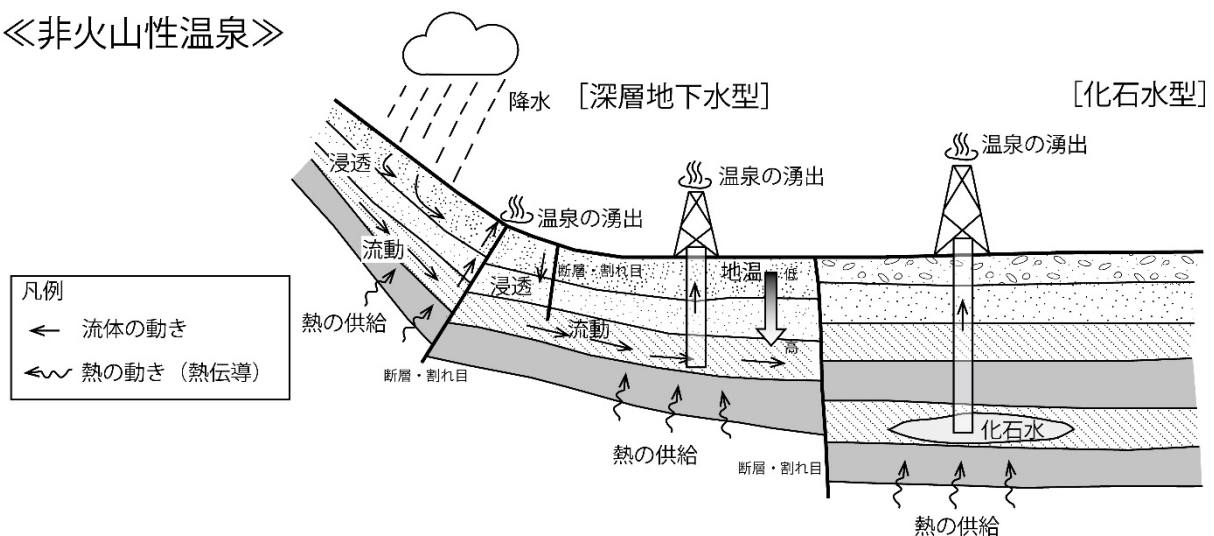 ≪非火山性温泉≫
降水
［深層地下水型］
［化石水型］
浸透
温泉の湧出
温泉の湧出
温泉の湧出
流動
断層・割れ目
地温
低
浸透
凡例
流体の動き
熱の動き（熱伝導）
熱の供給
流動
高
断層・割れ目
化石水
熱の供給
断層・割れ目
熱の供給